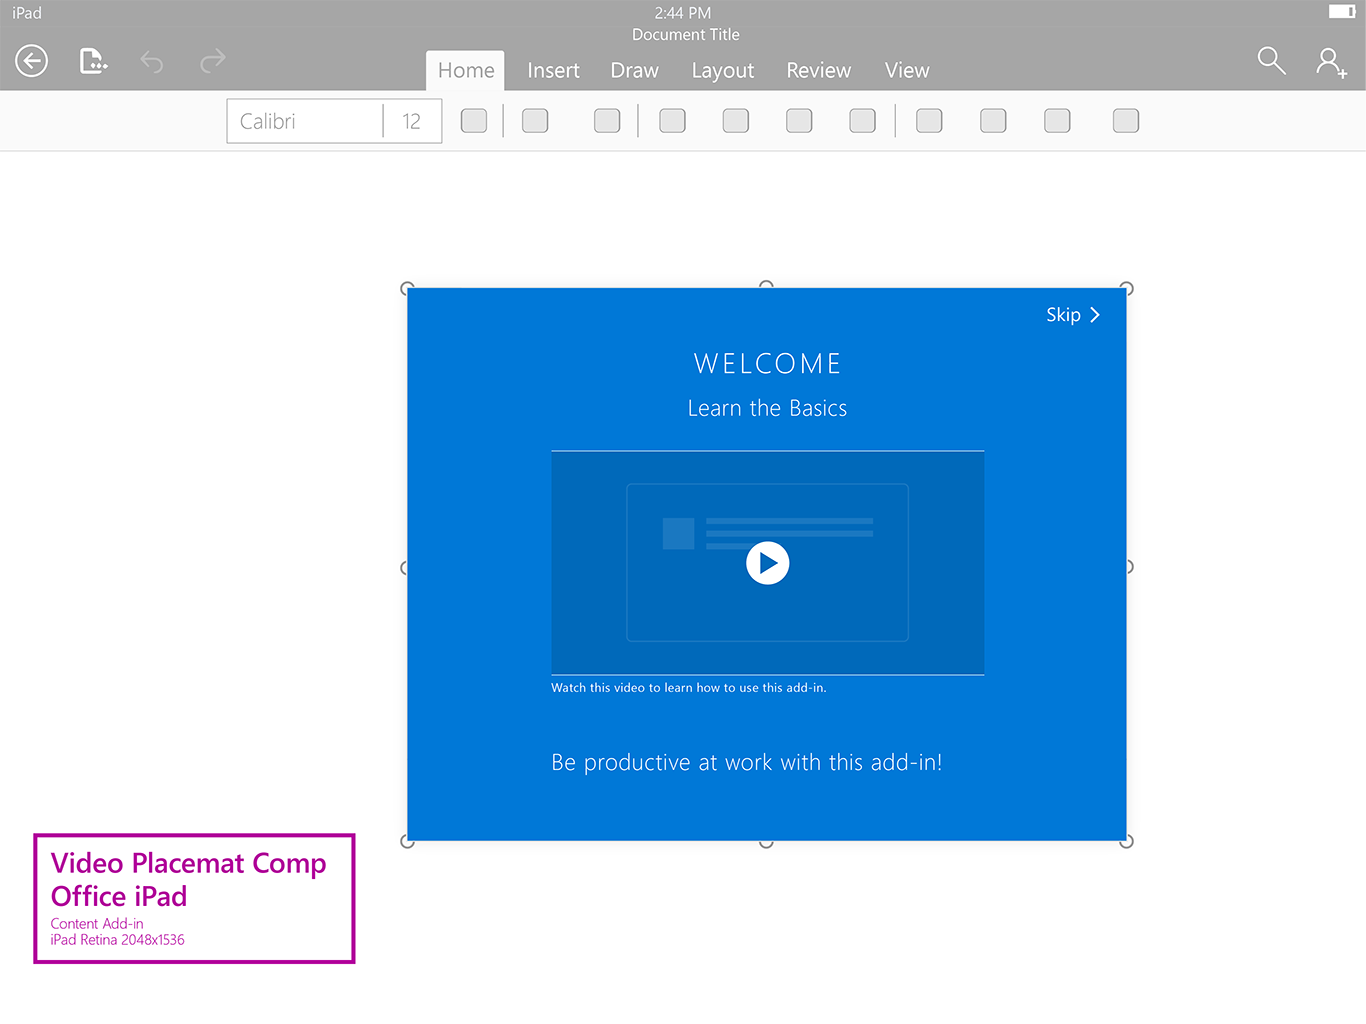 iPad
2:44 PM
Document Title
Home Insert Draw Layout Review View
Calibri 12
Skip
WELCOME
Learn the Basics
Watch this video to learn how to use this add-in.
Be productive at work with this add-in!
Video Placemat Comp
Office iPad
Content Add-in
iPad Retina 2048x1536